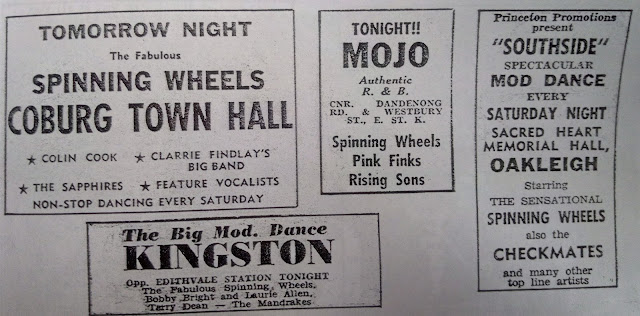 TOMORROW NIGHT
The Fabulous
SPINNING WHEELS
COBURG TOWN HALL
★ COLIN COOK ★ CLARRIE FINDLAY'S
BIG BAND
★ THE SAPPHIRES ★ FEATURE VOCALISTS
NON-STOP DANCING EVERY SATURDAY
TONIGHT!!
MOJO
Authentic
R. & B.
CNR. DANDENONG
RD. & WESTBURY
ST., E. ST. K.
Spinning Wheels
Pink Finks
Rising Sons
Princeton Promotions
present
"SOUTHSIDE"
SPECTACULAR
MOD DANCE
EVERY
SATURDAY NIGHT
SACRED HEART
MEMORIAL HALL,
OAKLEIGH
Starring
THE SENSATIONAL
SPINNING WHEELS
also the
CHECKMATES
and many other
top line artists
The Big Mod. Dance
KINGSTON
Opp. EDITHVALE STATION TONIGHT
The Fabulous Spinning Wheels,
Bobby Bright and Laurie Allen,
Terry Dean — The Mandrakes